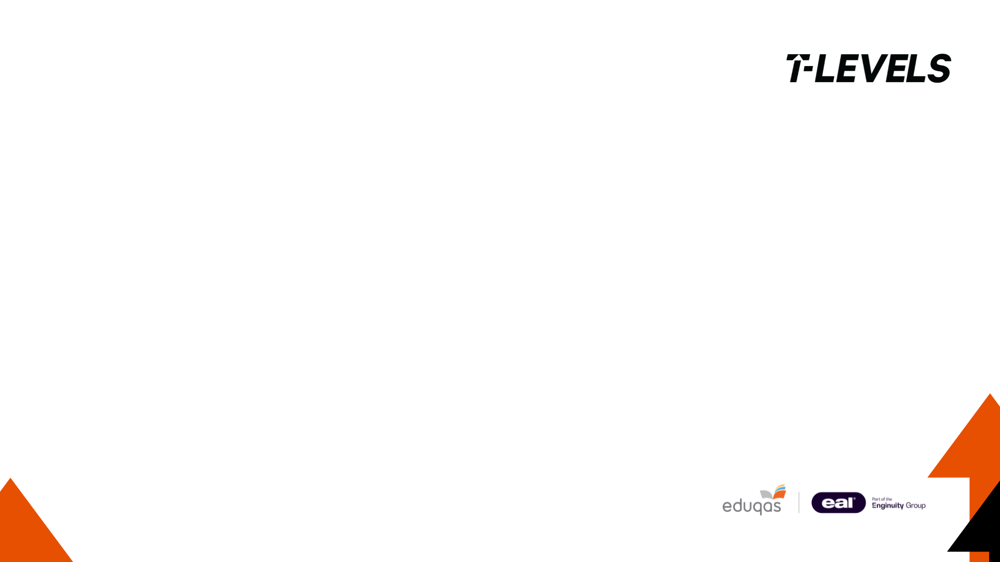 T-LEVELS
eduqas
eal
Part of the
Enginuity Group